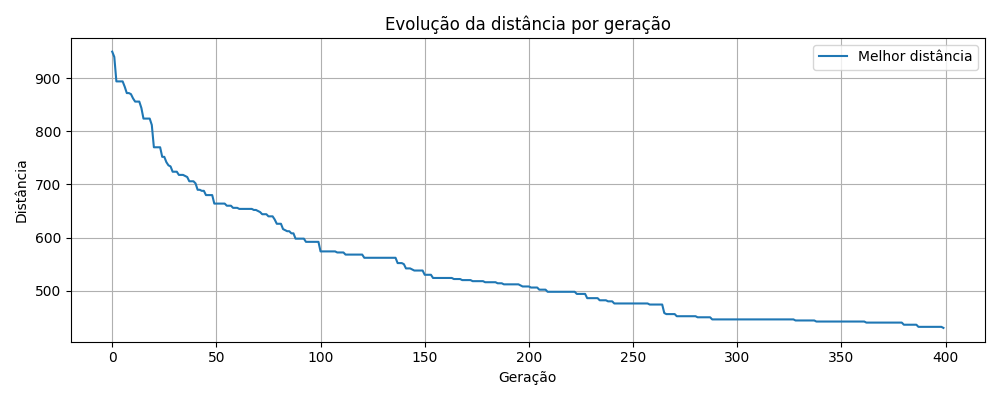 Evolução da distância por geração
Melhor distância
900
800
700
600
500
Distância
0 50 100 150 200 250 300 350 400
Geração